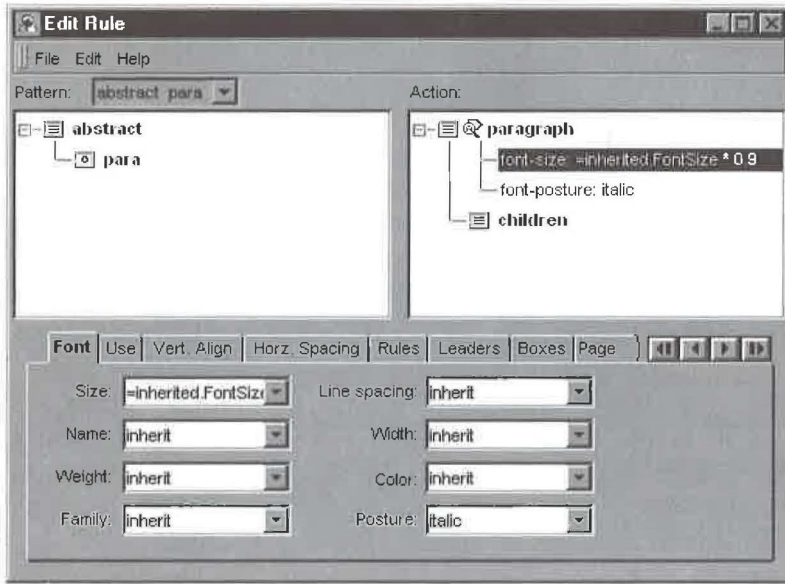 Edit Rule
File Edit Help
Pattern: abstract para
Action:
abstract
para
paragraph
font-size: =inherited.FontSize * 0.9
font-posture: italic
children
Font Use Vert. Align Horz. Spacing Rules Leaders Boxes Page
Size: =inherited.FontSize Line spacing: inherit
Name: inherit Width: inherit
Weight: inherit Color: inherit
Family: inherit Posture: italic